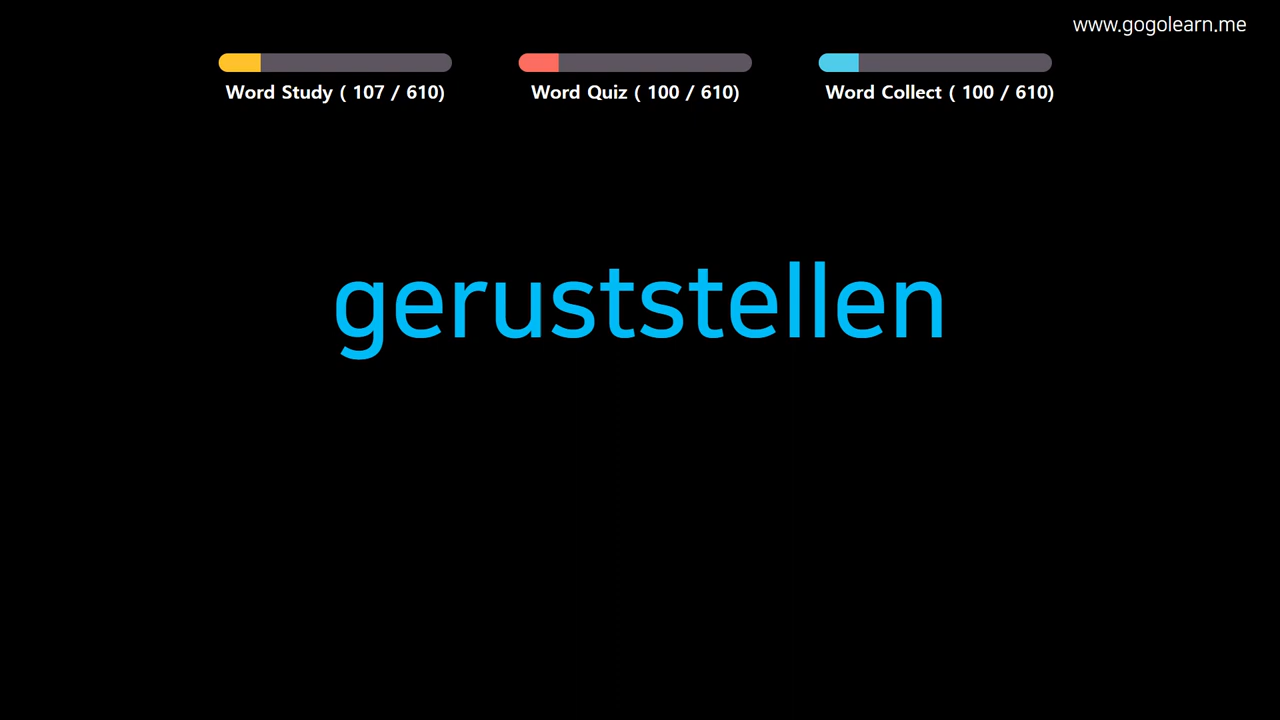 www.gogolearn.me
Word Study ( 107 / 610)
Word Quiz ( 100 / 610)
Word Collect ( 100 / 610)
geruststellen